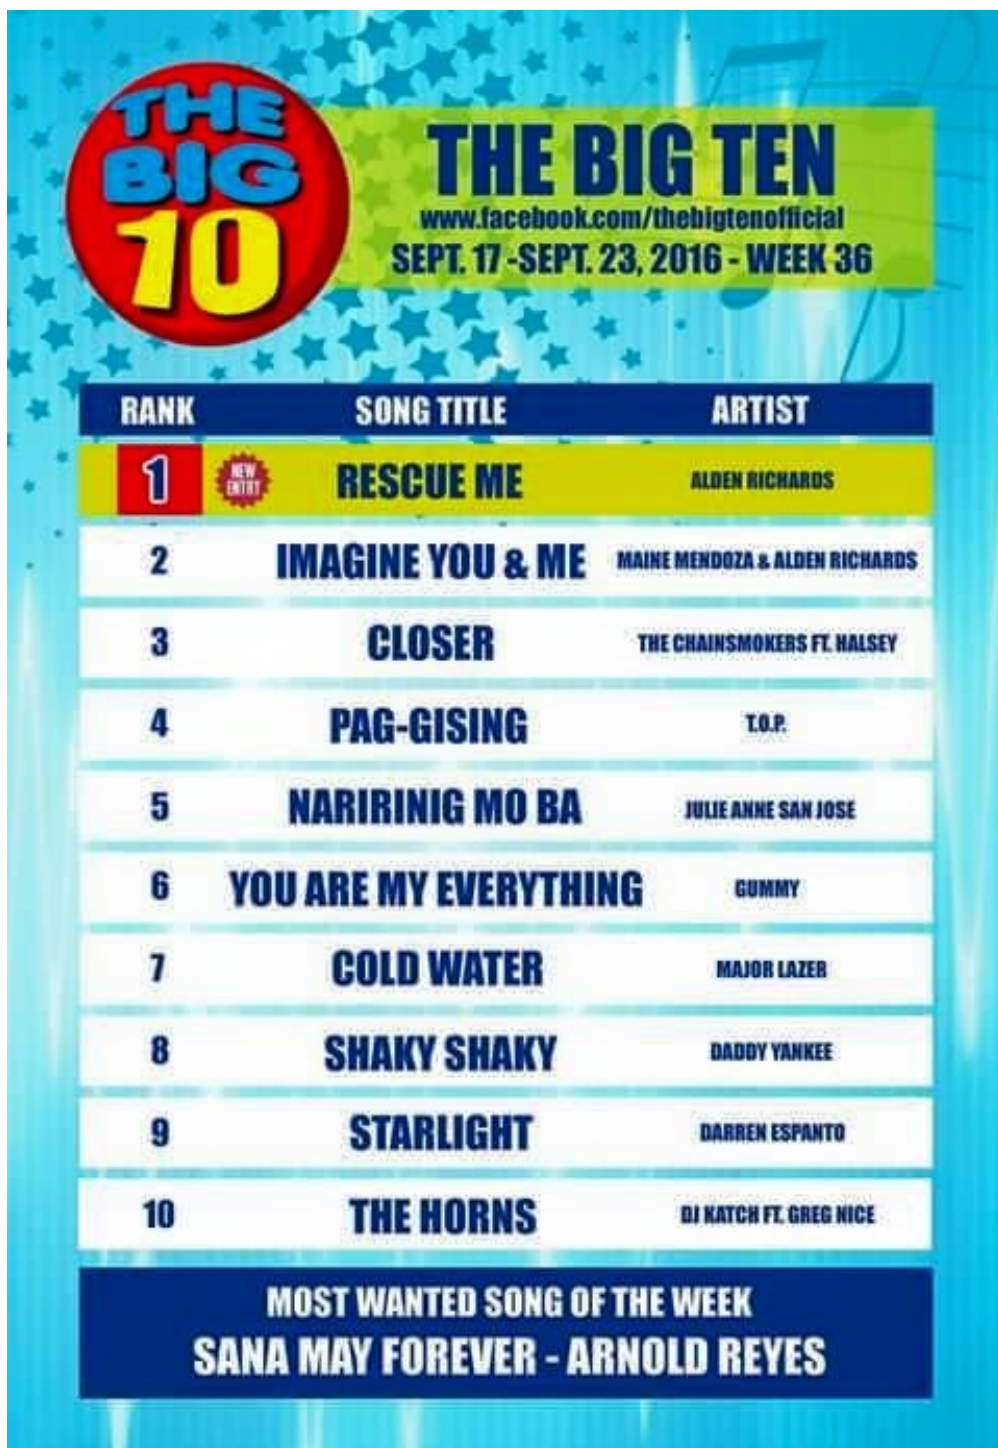 THE
BIG
10
THE BIG TEN
www.facebook.com/thebigtenofficial
SEPT. 17 -SEPT. 23, 2016 - WEEK 36
RANK SONG TITLE ARTIST
1 NEW ENTRY RESCUE ME ALDEN RICHARDS
2 IMAGINE YOU & ME MAINE MENDOZA & ALDEN RICHARDS
3 CLOSER THE CHAINSMOKERS FT. HALSEY
4 PAG-GISING T.O.P.
5 NARIRINIG MO BA JULIE ANNE SAN JOSE
6 YOU ARE MY EVERYTHING GUMMY
7 COLD WATER MAJOR LAZER
8 SHAKY SHAKY DADDY YANKEE
9 STARLIGHT DARREN ESPANTO
10 THE HORNS DJ KATCH FT. GREG NICE
MOST WANTED SONG OF THE WEEK
SANA MAY FOREVER - ARNOLD REYES